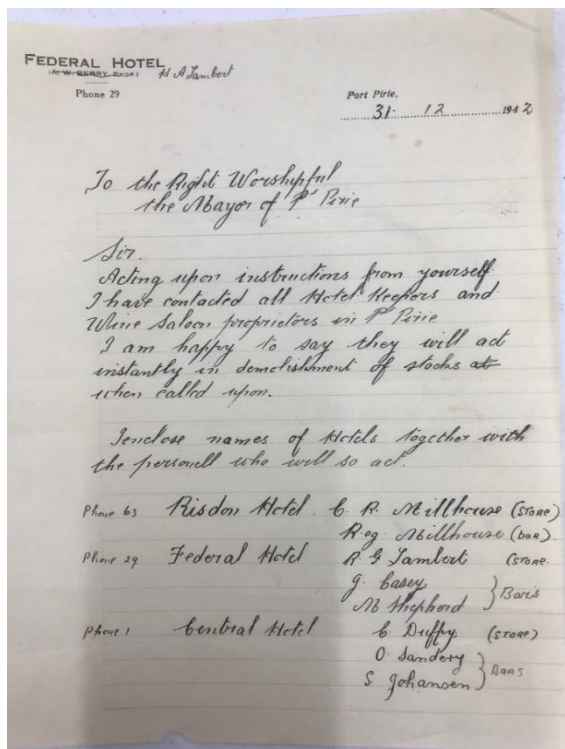 FEDERAL HOTEL
(A. W. BERRY PROP.) H A Lambert
Phone 29
Port Pirie,
31- 12 1942
To the Right Worshipful
the Mayor of Pt Pirie
Sir.
Acting upon instructions from yourself
I have contacted all Hotel Keepers and
Wine Saloon proprietors in Pt Pirie
I am happy to say they will act
instantly in demolishment of stocks at
when called upon.
I enclose names of Hotels together with
the personell who will so act.
Phone 63 Risdon Hotel. C. R. Millhouse (STORE)
Reg Millhouse (bar)
Phone 29 Federal Hotel R G Lambert (STORE.
G. Casey
M Shepherd } Bars
Phone 1 Central Hotel C. Duffy (STORE)
O. Sandery
S Johansen } Bars